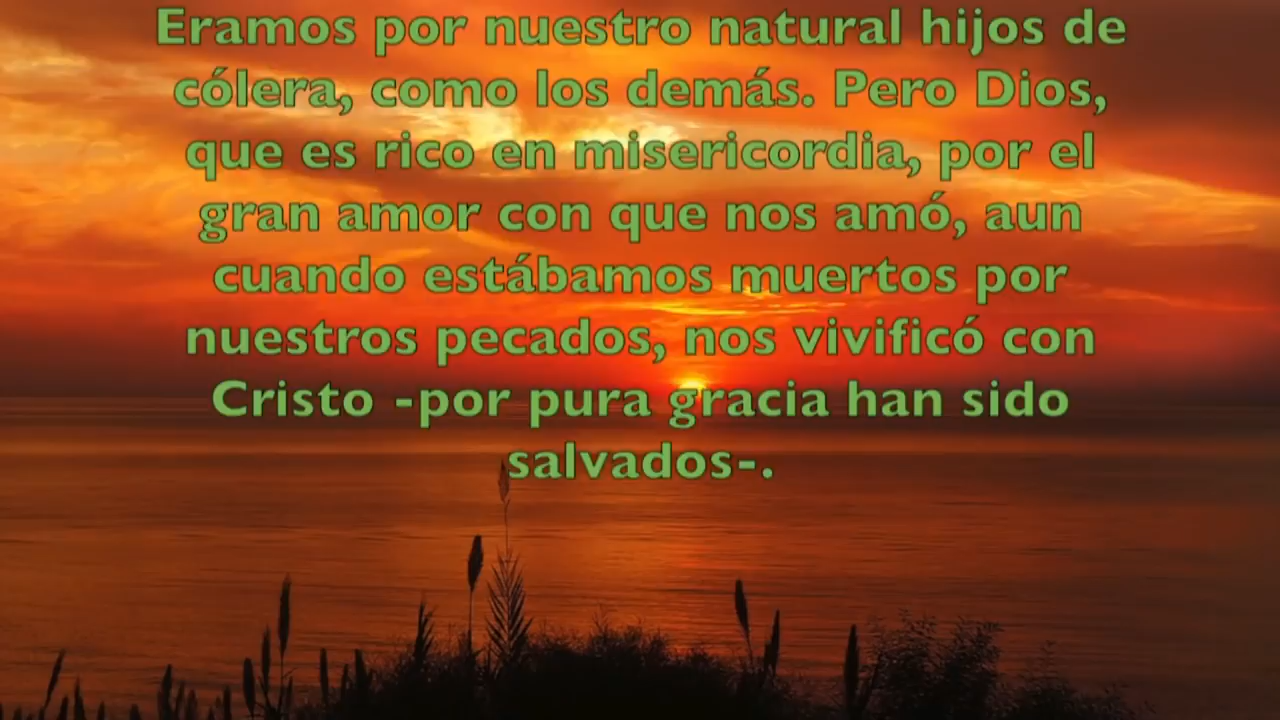 Eramos por nuestro natural hijos de
cólera, como los demás. Pero Dios,
que es rico en misericordia, por el
gran amor con que nos amó, aun
cuando estábamos muertos por
nuestros pecados, nos vivificó con
Cristo -por pura gracia han sido
salvados-.